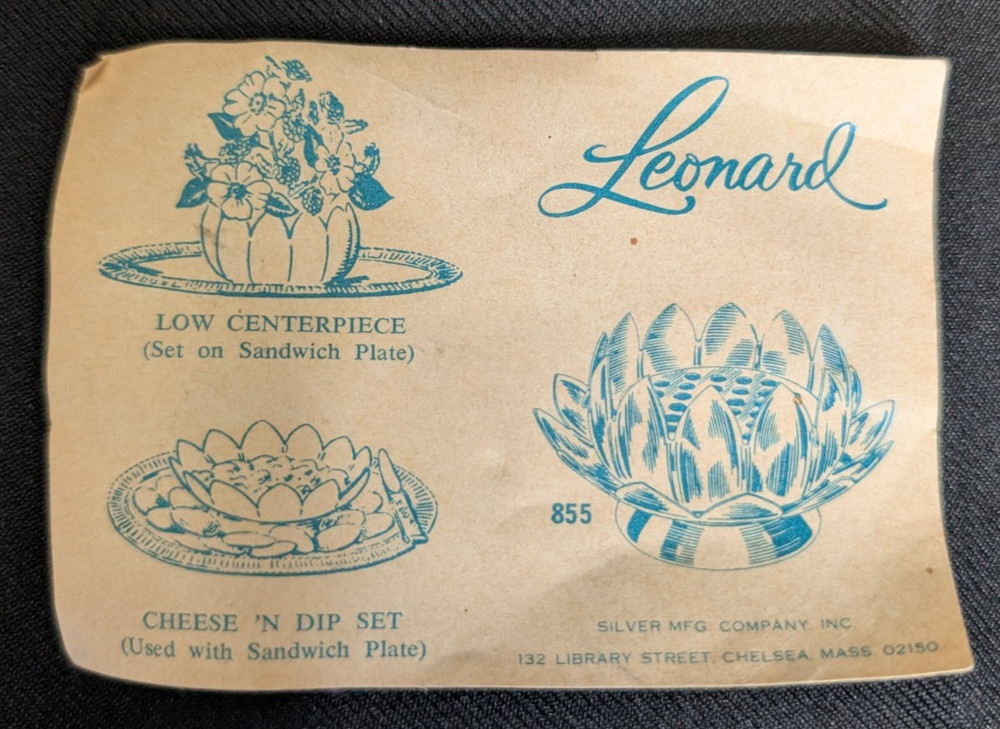 Leonard
LOW CENTERPIECE
(Set on Sandwich Plate)
855
CHEESE 'N DIP SET
(Used with Sandwich Plate)
SILVER MFG. COMPANY, INC
132 LIBRARY STREET, CHELSEA, MASS. 02150